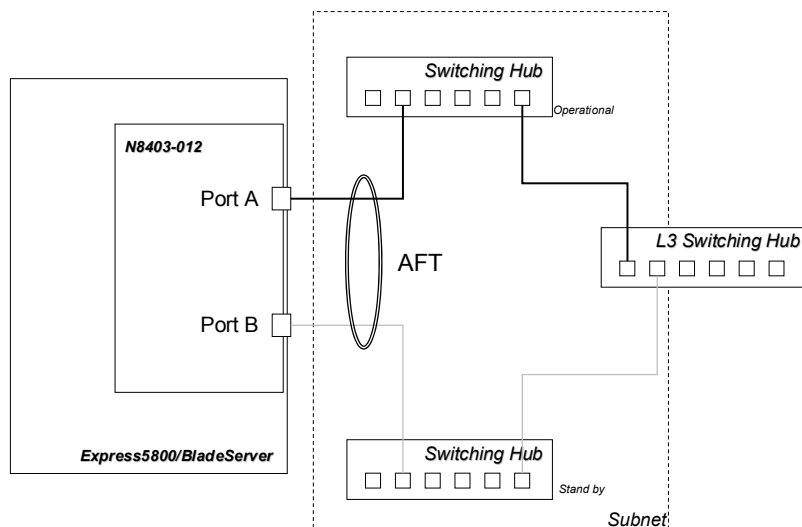 Switching Hub
Operational
N8403-012
Port A
L3 Switching Hub
AFT
Port B
Express5800/BladeServer
Switching Hub
Stand by
Subnet